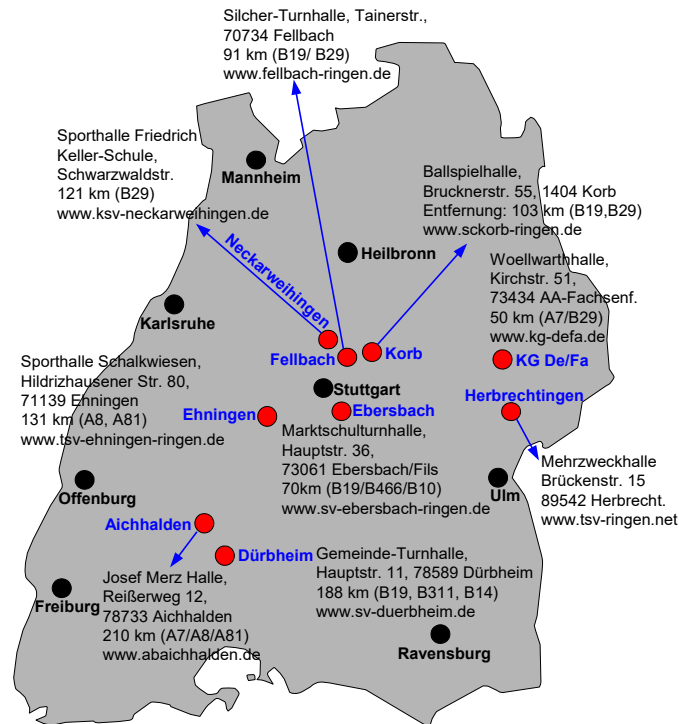 Silcher-Turnhalle, Tainerstr.,
70734 Fellbach
91 km (B19/ B29)
www.fellbach-ringen.de
Sporthalle Friedrich
Keller-Schule,
Schwarzwaldstr.
121 km (B29)
www.ksv-neckarweihingen.de
Mannheim
Ballspielhalle,
Brucknerstr. 55, 1404 Korb
Entfernung: 103 km (B19,B29)
www.sckorb-ringen.de
Heilbronn
Woellwarthhalle,
Kirchstr. 51,
73434 AA-Fachsenf.
50 km (A7/B29)
www.kg-defa.de
Neckarweihingen
Karlsruhe
Fellbach
Korb
KG De/Fa
Sporthalle Schalkwiesen,
Hildrizhausener Str. 80,
71139 Ehningen
131 km (A8, A81)
www.tsv-ehningen-ringen.de
Stuttgart
Herbrechtingen
Ehningen
Ebersbach
Marktschulturnhalle,
Hauptstr. 36,
73061 Ebersbach/Fils
70km (B19/B466/B10)
www.sv-ebersbach-ringen.de
Mehrzweckhalle
Brückenstr. 15
89542 Herbrecht.
www.tsv-ringen.net
Ulm
Offenburg
Aichhalden
Dürbheim
Gemeinde-Turnhalle,
Hauptstr. 11, 78589 Dürbheim
188 km (B19, B311, B14)
www.sv-duerbheim.de
Josef Merz Halle,
Reißerweg 12,
78733 Aichhalden
210 km (A7/A8/A81)
www.abaichhalden.de
Freiburg
Ravensburg